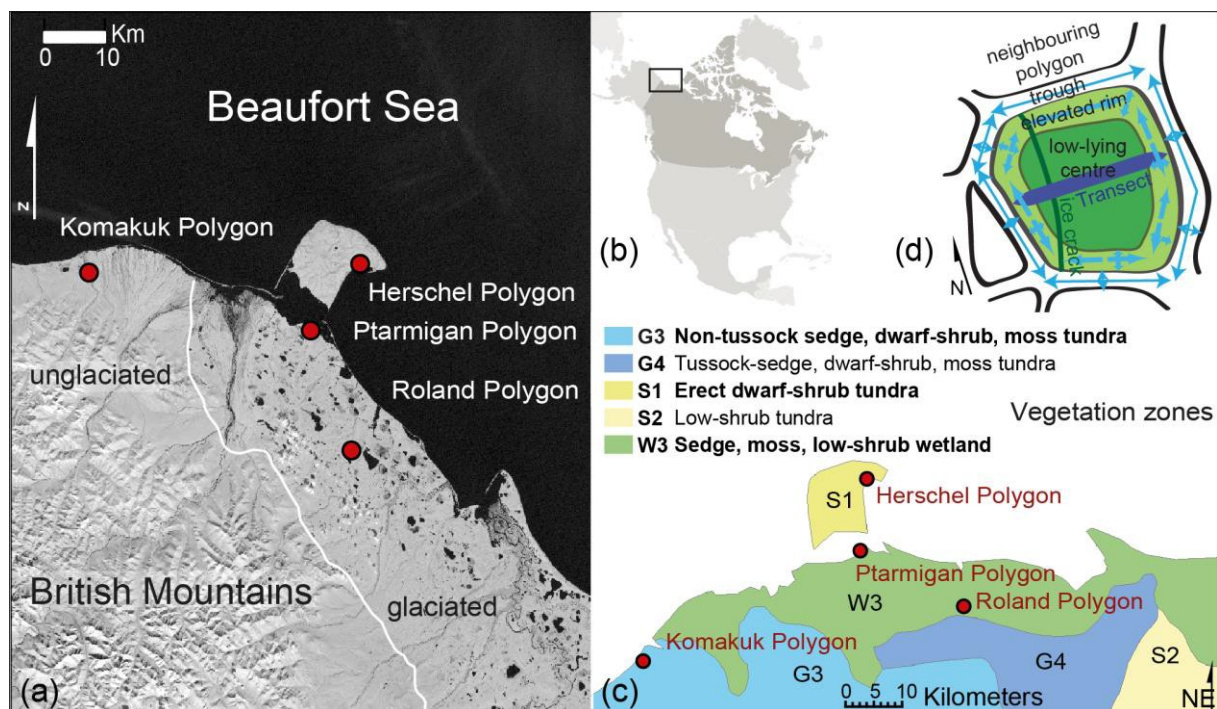 Km
0 10
Beaufort Sea
N
Komakuk Polygon
Herschel Polygon
Ptarmigan Polygon
Roland Polygon
unglaciated
British Mountains
glaciated
(a)
(b)
neighbouring
polygon
trough
elevated rim
low-lying
centre
Transect
ice crack
N
(d)
G3 Non-tussock sedge, dwarf-shrub, moss tundra
G4 Tussock-sedge, dwarf-shrub, moss tundra
S1 Erect dwarf-shrub tundra
S2 Low-shrub tundra
W3 Sedge, moss, low-shrub wetland
Vegetation zones
S1
Herschel Polygon
Ptarmigan Polygon
W3
Roland Polygon
Komakuk Polygon
G3
G4
S2
0 5 10
Kilometers
NE
(c)